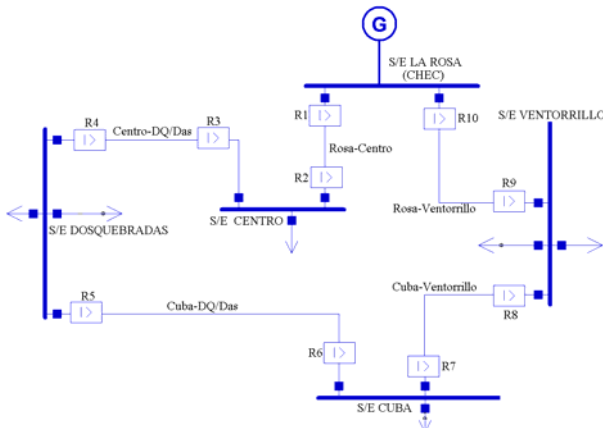 G
S/E LA ROSA
(CHEC)
S/E VENTORRILLO
R1
R10
R4
Centro-DQ/Das
R3
Rosa-Centro
R2
R9
Rosa-Ventorrillo
S/E CENTRO
S/E DOSQUEBRADAS
Cuba-Ventorrillo
R5
Cuba-DQ/Das
R8
R6
R7
S/E CUBA